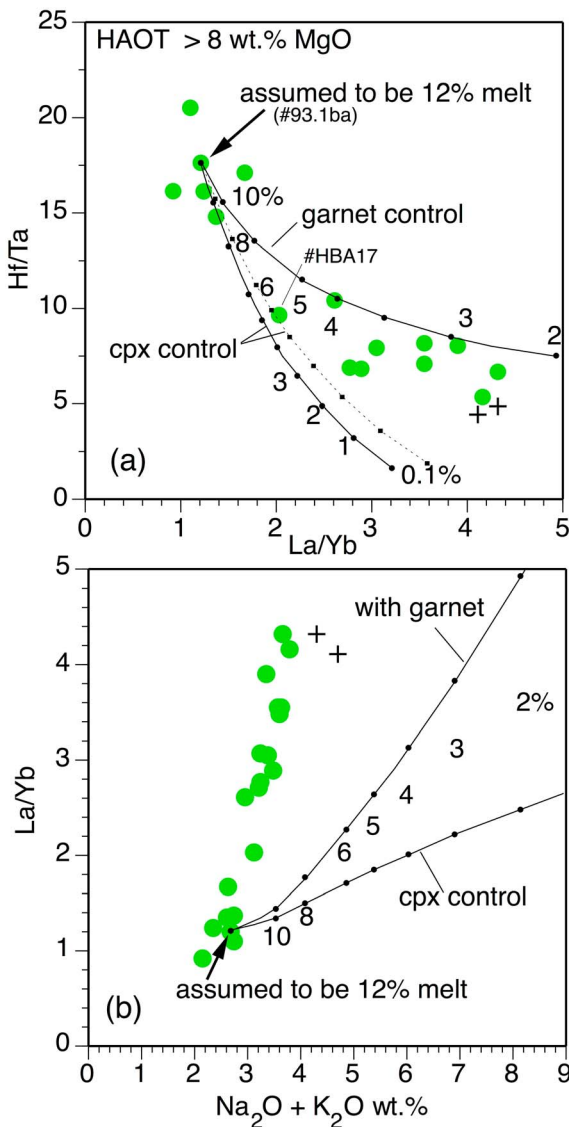 HAOT > 8 wt.% MgO
assumed to be 12% melt
(#93.1ba)
10%
garnet control
8
#HBA17
6
5
4
3
2
cpx control
3
2
1
0.1%
(a)
Hf/Ta
25
20
15
10
5
0
0 1 2 3 4 5
La/Yb
5
4
3
2
1
0
La/Yb
with garnet
2%
3
4
5
6
8
10
cpx control
assumed to be 12% melt
(b)
0 1 2 3 4 5 6 7 8 9
Na₂O + K₂O wt.%